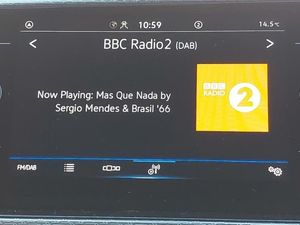 10:59
2
14.5°C
< BBC Radio2 (DAB) >
Now Playing: Mas Que Nada by
Sergio Mendes & Brasil '66
BBC
RADIO
2
FM/DAB